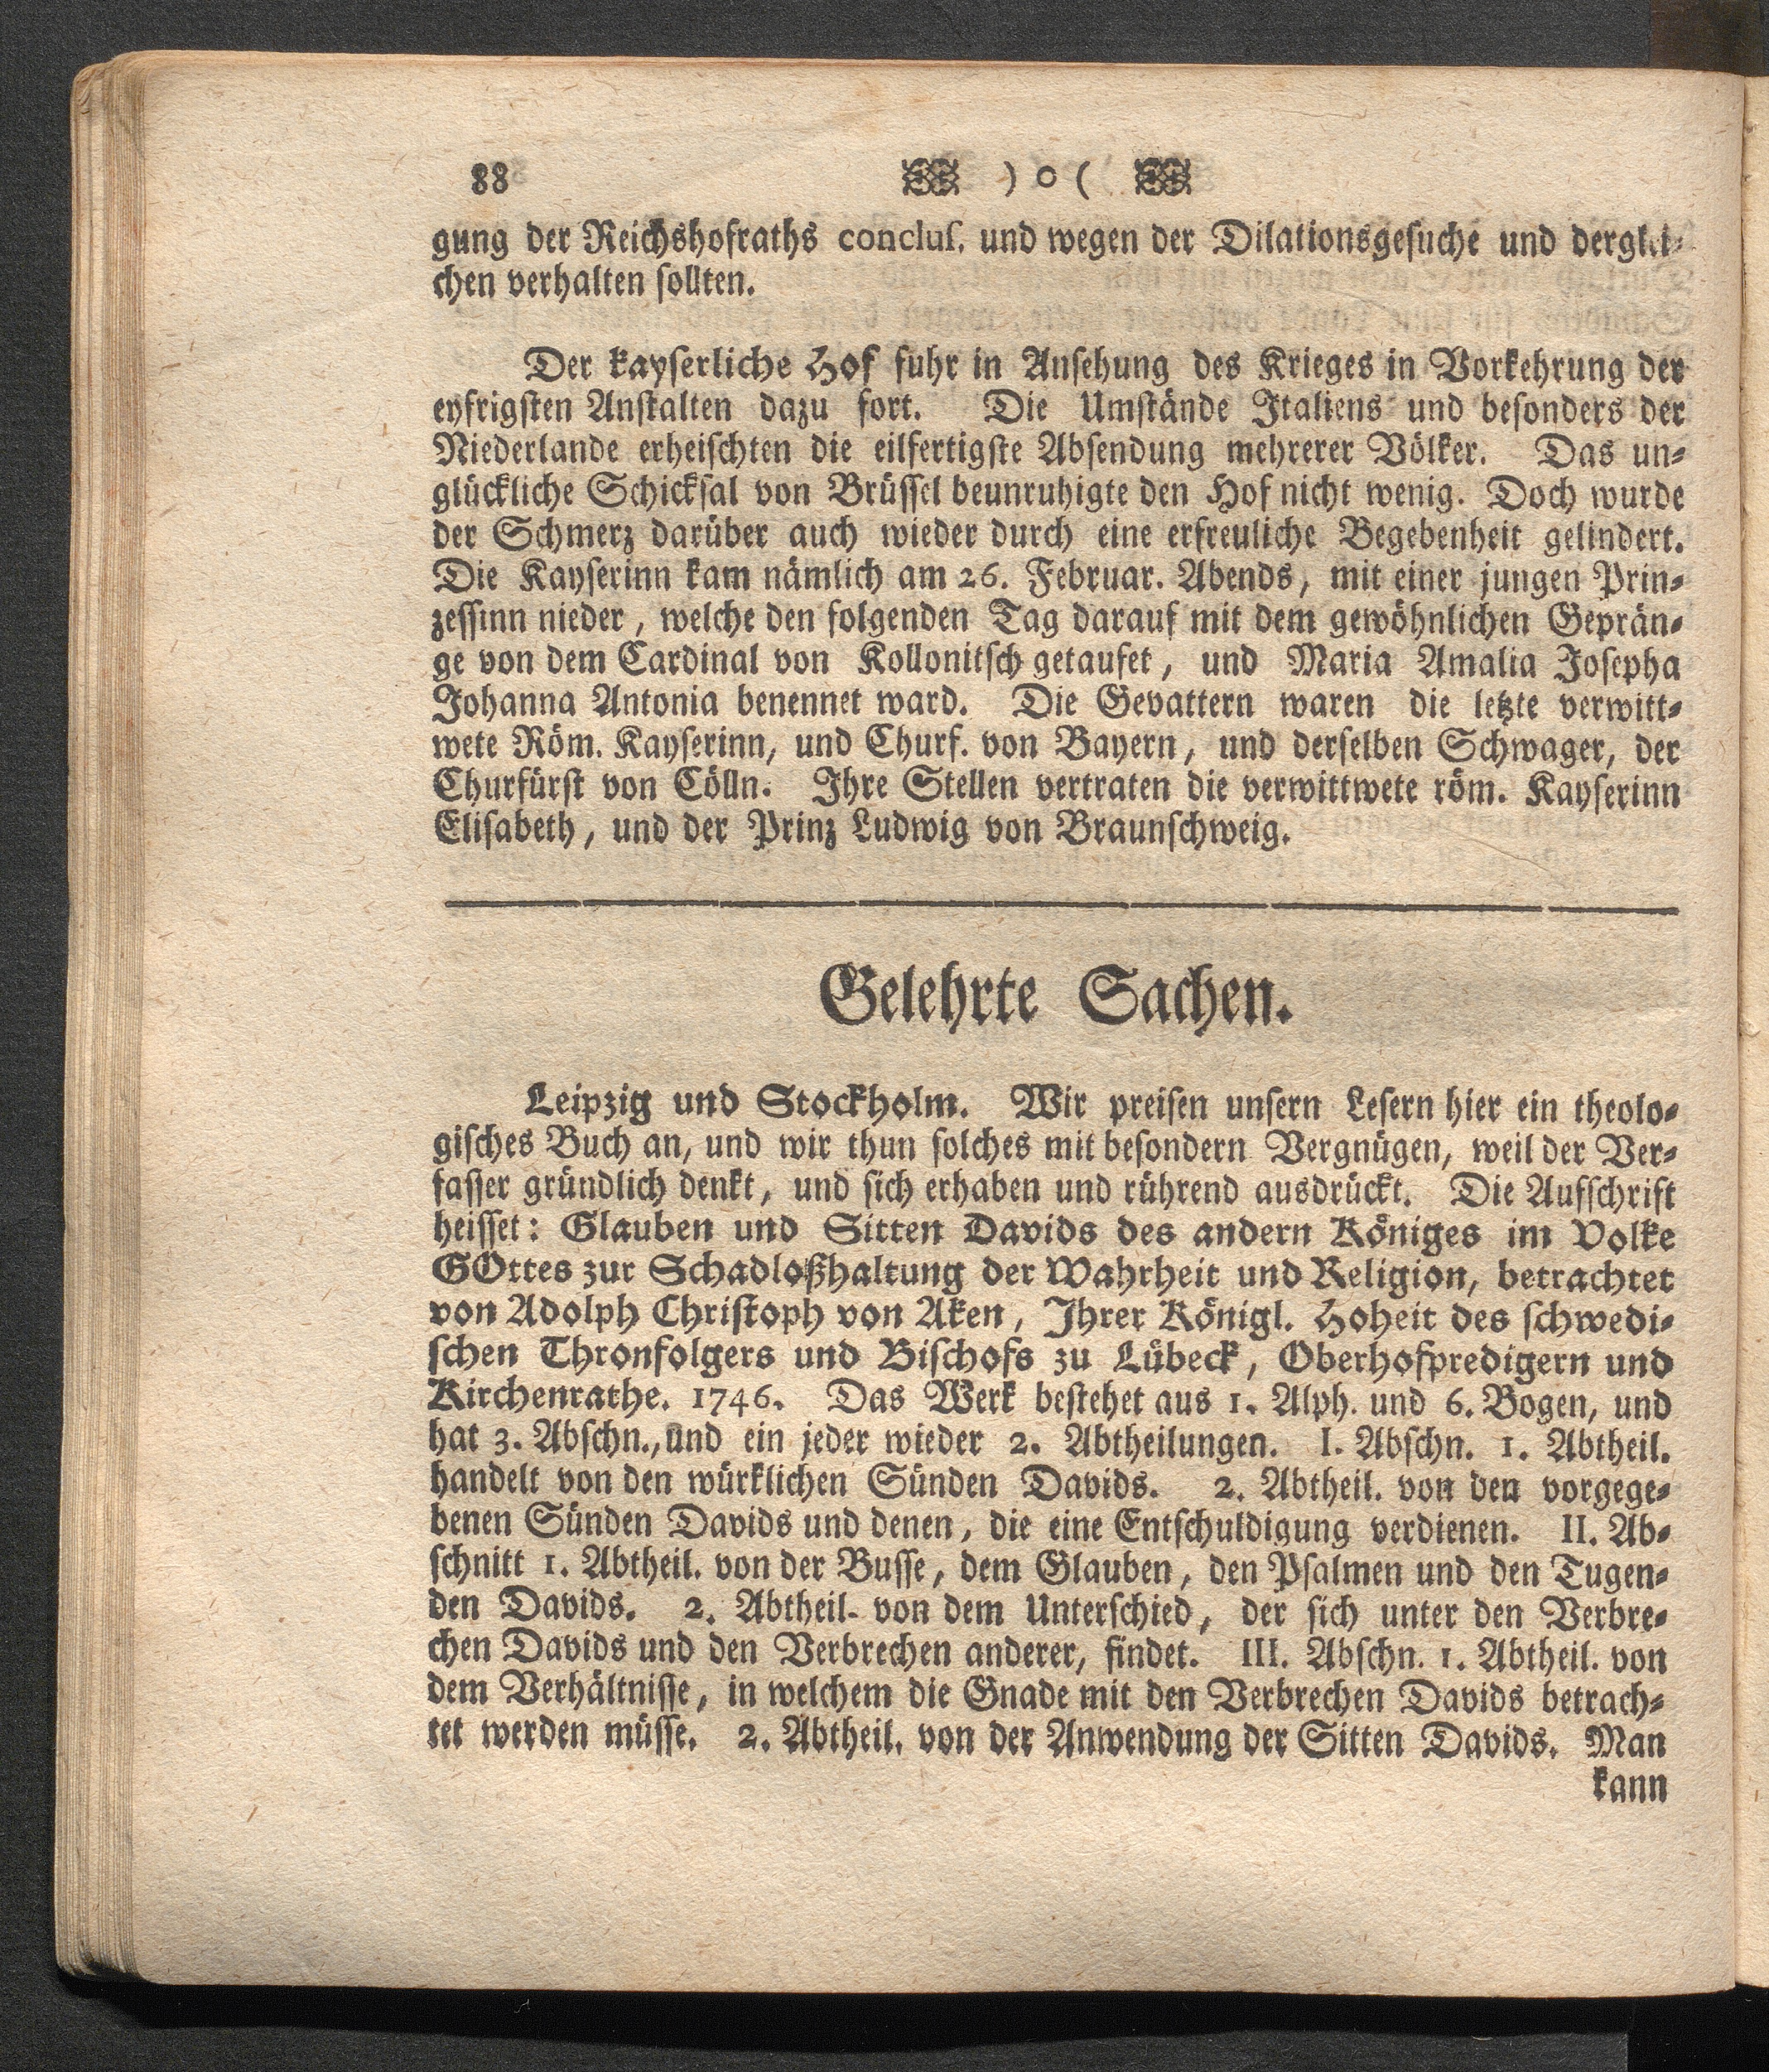 88 ) o (
gung der Reichshofraths concluſ. und wegen der Dilationsgeſuche und derglei⸗
chen verhalten ſollten.
Der kayſerliche Hof fuhr in Anſehung des Krieges in Vorkehrung der
eyfrigſten Anſtalten dazu fort. Die Umſtände Italiens und beſonders der
Niederlande erheiſchten die eilfertigſte Abſendung mehrerer Völker. Das un⸗
glückliche Schickſal von Brüſſel beunruhigte den Hof nicht wenig. Doch wurde
der Schmerz darüber auch wieder durch eine erfreuliche Begebenheit gelindert.
Die Kayſerinn kam nämlich am 26. Februar. Abends, mit einer jungen Prin⸗
zeſſinn nieder, welche den folgenden Tag darauf mit dem gewöhnlichen Geprän⸗
ge von dem Cardinal von Kollonitſch getaufet, und Maria Amalia Joſepha
Johanna Antonia benennet ward. Die Gevattern waren die letzte verwitt⸗
wete Röm. Kayſerinn, und Churf. von Bayern, und derſelben Schwager, der
Churfürſt von Cölln. Ihre Stellen vertraten die verwittwete röm. Kayſerinn
Eliſabeth, und der Prinz Ludwig von Braunſchweig.
Gelehrte Sachen.
Leipzig und Stockholm. Wir preiſen unſern Leſern hier ein theolo⸗
giſches Buch an, und wir thun ſolches mit beſondern Vergnügen, weil der Ver⸗
faſſer gründlich denkt, und ſich erhaben und rührend ausdrückt. Die Aufſchrift
heiſſet: Glauben und Sitten Davids des andern Königes im Volke
GOttes zur Schadloßhaltung der Wahrheit und Religion, betrachtet
von Adolph Chriſtoph von Aken, Ihrer Königl. Hoheit des ſchwedi⸗
ſchen Thronfolgers und Biſchofs zu Lübeck, Oberhofpredigern und
Kirchenrathe. 1746. Das Werk beſtehet aus 1. Alph. und 6. Bogen, und
hat 3. Abſchn., und ein jeder wieder 2. Abtheilungen. I. Abſchn. 1. Abtheil.
handelt von den würklichen Sünden Davids. 2. Abtheil. von den vorgege⸗
benen Sünden Davids und denen, die eine Entſchuldigung verdienen. II. Ab⸗
ſchnitt 1. Abtheil. von der Buſſe, dem Glauben, den Pſalmen und den Tugen⸗
den Davids. 2. Abtheil. von dem Unterſchied, der ſich unter den Verbre⸗
chen Davids und den Verbrechen anderer, findet. III. Abſchn. 1. Abtheil. von
dem Verhältniſſe, in welchem die Gnade mit den Verbrechen Davids betrach⸗
tet werden müſſe. 2. Abtheil. von der Anwendung der Sitten Davids. Man
kann